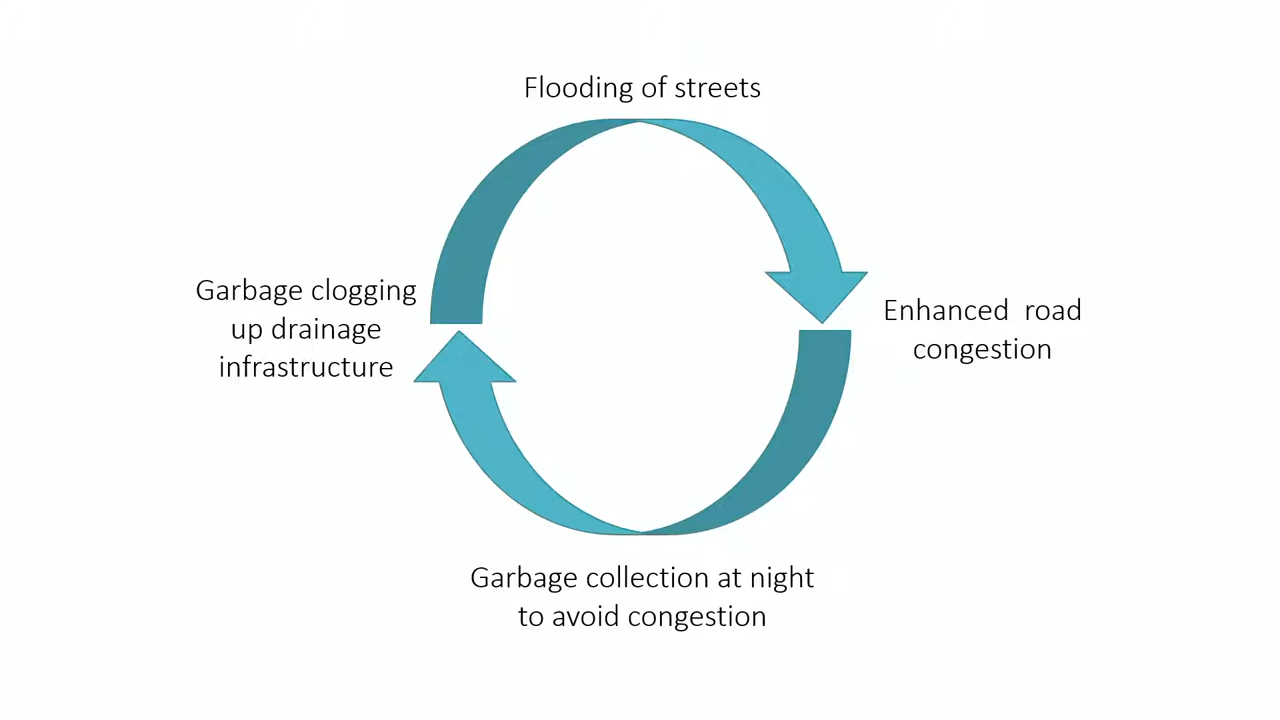 Flooding of streets
Garbage clogging
up drainage
infrastructure
Enhanced  road
congestion
Garbage collection at night
to avoid congestion